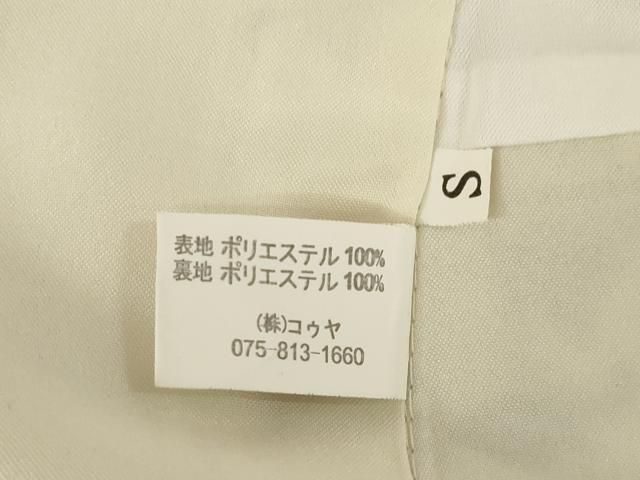 S
表地 ポリエステル 100%
裏地 ポリエステル 100%
(株)コゥヤ
075-813-1660